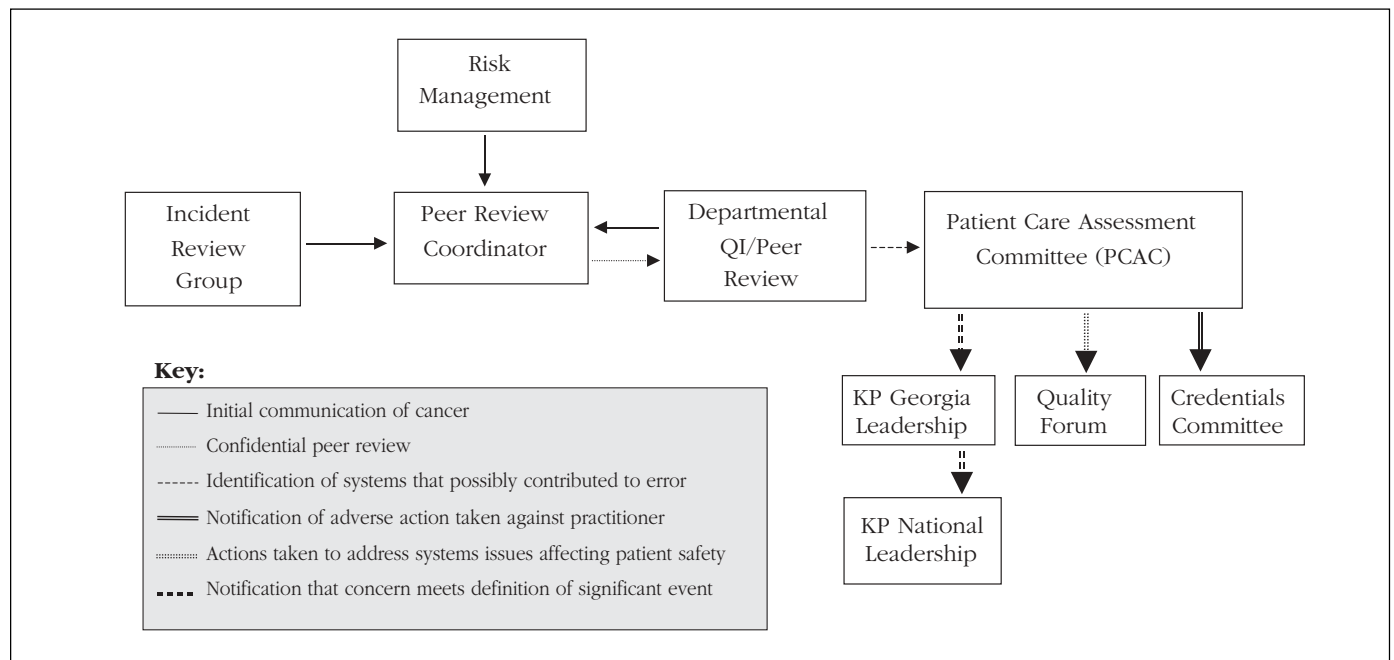 Risk
Management
Incident
Review
Group
Peer Review
Coordinator
Departmental
QI/Peer
Review
Patient Care Assessment
Committee (PCAC)
KP Georgia
Leadership
Quality
Forum
Credentials
Committee
KP National
Leadership
Key:
Initial communication of cancer
Confidential peer review
Identification of systems that possibly contributed to error
Notification of adverse action taken against practitioner
Actions taken to address systems issues affecting patient safety
Notification that concern meets definition of significant event